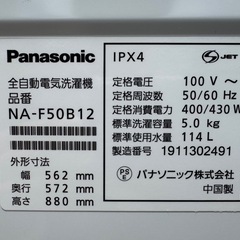 Panasonic
全自動電気洗濯機
品番
NA-F50B12
外形寸法
幅 562 mm
奥行 572 mm
高さ 880 mm
IPX4
S JET
定格電圧 100 V～
定格周波数 50/60 Hz
定格消費電力 400/430 W
標準洗濯容量 5.0 kg
標準使用水量 114 L
製造番号 1911302491
PSE
パナソニック株式会社
中国製